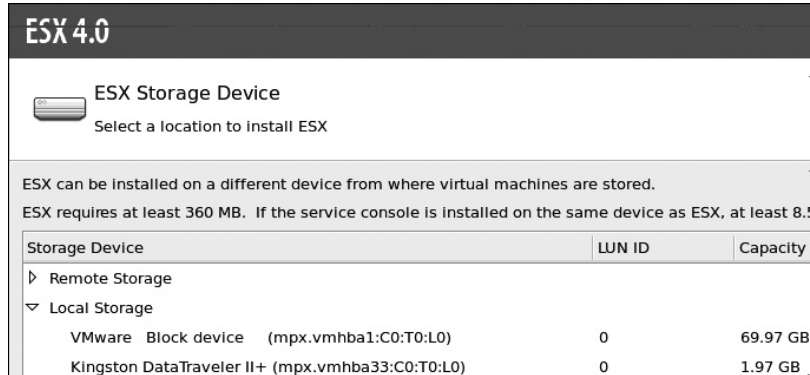 ESX 4.0
ESX Storage Device
Select a location to install ESX
ESX can be installed on a different device from where virtual machines are stored.
ESX requires at least 360 MB. If the service console is installed on the same device as ESX, at least 8.5
Storage Device LUN ID Capacity
Remote Storage
Local Storage
VMware Block device (mpx.vmhba1:C0:T0:L0) 0 69.97 GB
Kingston DataTraveler II+ (mpx.vmhba33:C0:T0:L0) 0 1.97 GB